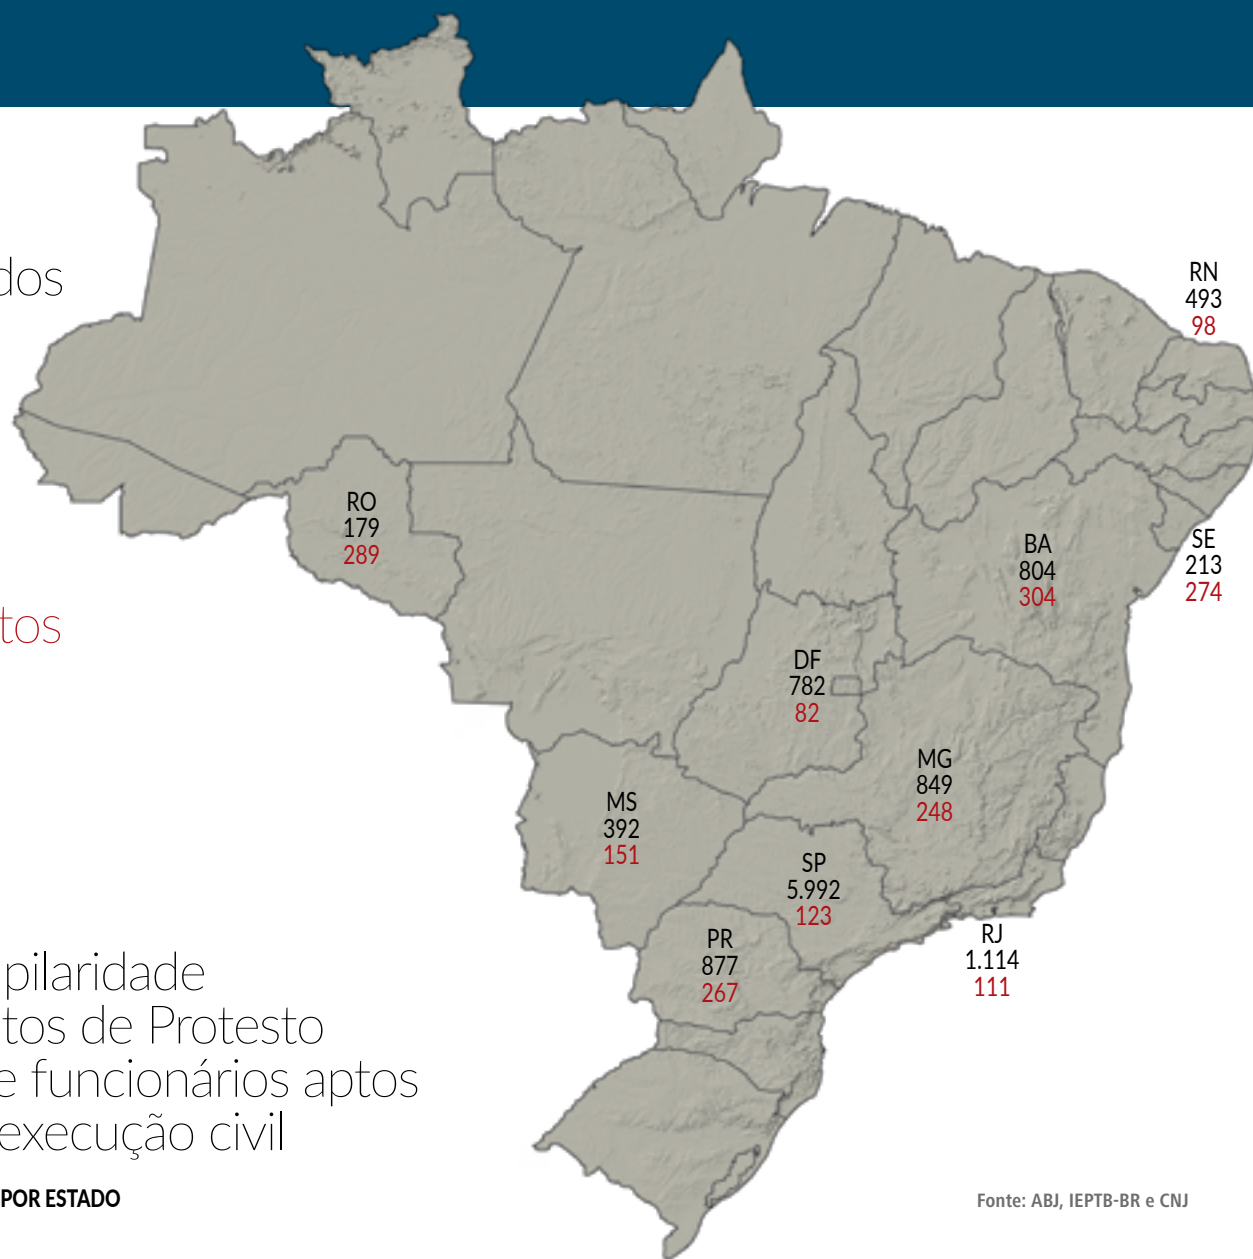 dos
tos
RN
493
98
RO
179
289
BA
804
304
SE
213
274
DF
782
82
MG
849
248
MS
392
151
SP
5.992
123
PR
877
267
RJ
1.114
111
pilaridade
tos de Protesto
e funcionários aptos
execução civil
POR ESTADO
Fonte: ABJ, IEPTB-BR e CNJ